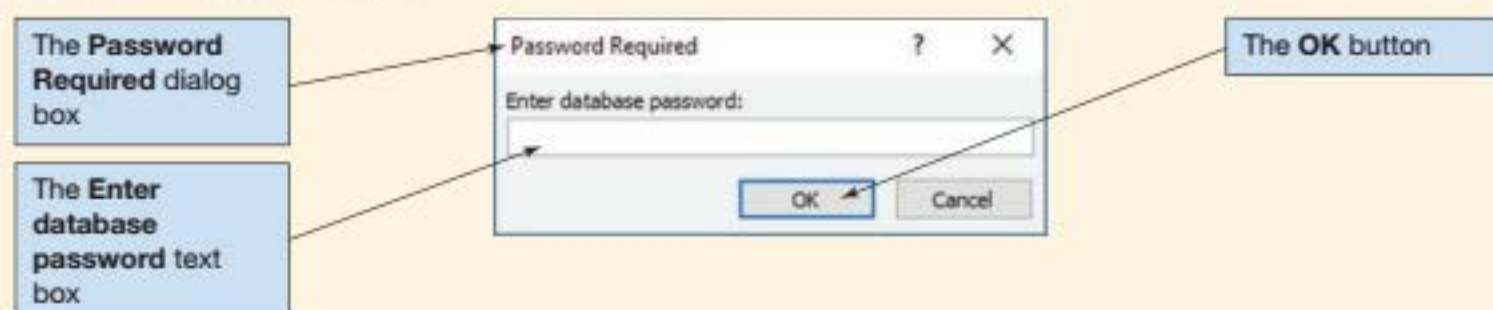 The Password
Required dialog
box
Password Required
Enter database password:
OK
Cancel
The OK button
The Enter
database
password text
box